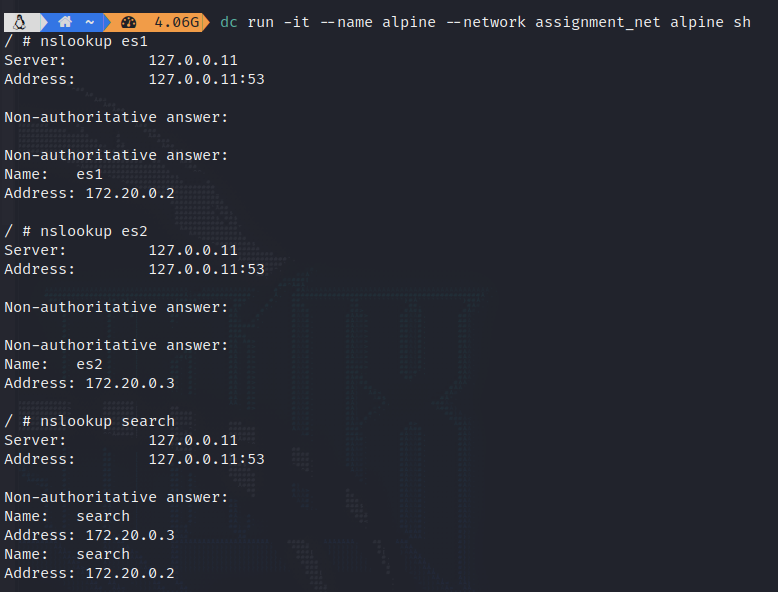 ~ 4.06G dc run -it --name alpine --network assignment_net alpine sh
/ # nslookup es1
Server: 127.0.0.11
Address: 127.0.0.11:53
Non-authoritative answer:
Non-authoritative answer:
Name: es1
Address: 172.20.0.2
/ # nslookup es2
Server: 127.0.0.11
Address: 127.0.0.11:53
Non-authoritative answer:
Non-authoritative answer:
Name: es2
Address: 172.20.0.3
/ # nslookup search
Server: 127.0.0.11
Address: 127.0.0.11:53
Non-authoritative answer:
Name: search
Address: 172.20.0.3
Name: search
Address: 172.20.0.2